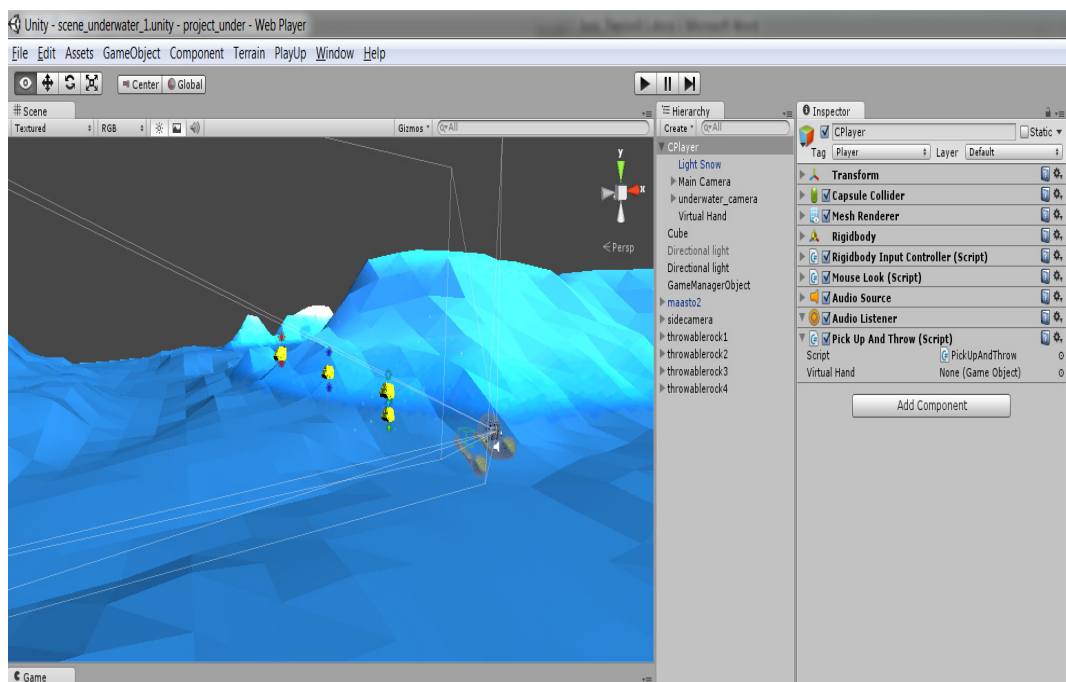 Unity - scene_underwater_1.unity - project_under - Web Player
File Edit Assets GameObject Component Terrain PlayUp Window Help
Center Global
Scene
Textured RGB Gizmos Q▾All
y
x
Persp
Game
Hierarchy
Create Q▾All
CPlayer
Light Snow
Main Camera
underwater_camera
Virtual Hand
Cube
Directional light
Directional light
GameManagerObject
maasto2
sidecamera
throwablerock1
throwablerock2
throwablerock3
throwablerock4
Inspector
CPlayer Static
Tag Player Layer Default
Transform
Capsule Collider
Mesh Renderer
Rigidbody
Rigidbody Input Controller (Script)
Mouse Look (Script)
Audio Source
Audio Listener
Pick Up And Throw (Script)
Script PickUpAndThrow
Virtual Hand None (Game Object)
Add Component